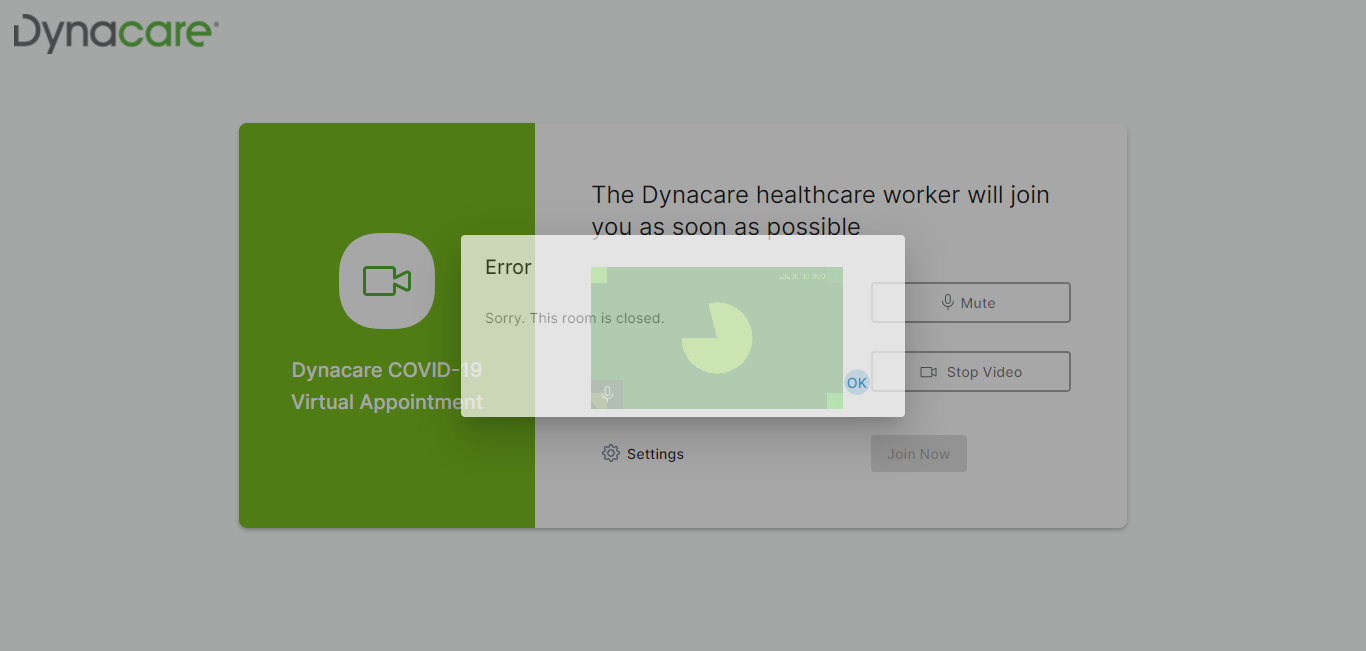 Dynacare
The Dynacare healthcare worker will join
you as soon as possible
Error
Sorry. This room is closed.
Mute
OK
Stop Video
Dynacare COVID-19
Virtual Appointment
Settings
Join Now